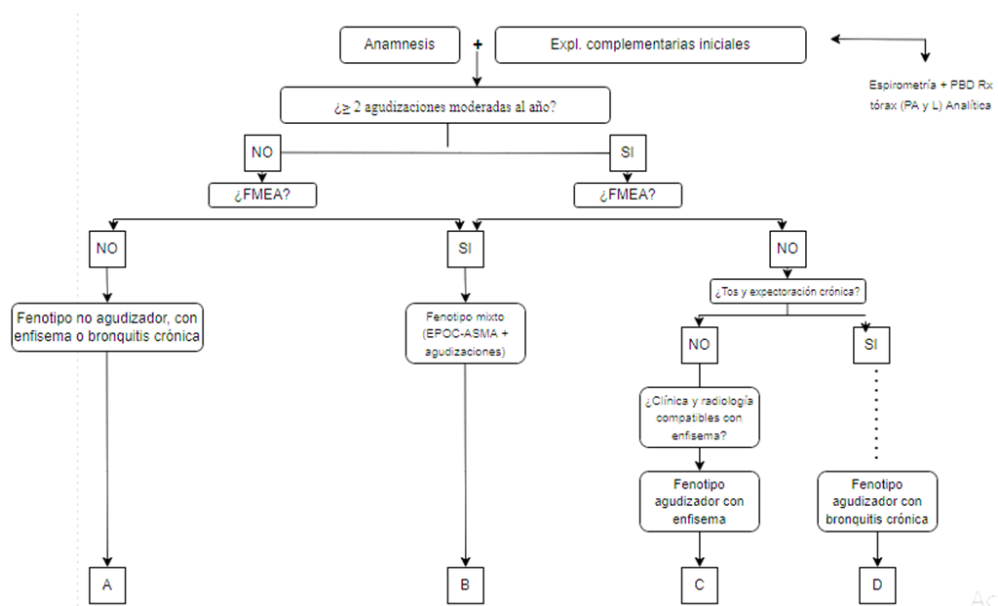 Anamnesis
+
Expl. complementarias iniciales
Espirometría + PBD Rx
tórax (PA y L) Analítica
¿≥ 2 agudizaciones moderadas al año?
NO
SI
¿FMEA?
¿FMEA?
NO
SI
NO
¿Tos y expectoración crónica?
Fenotipo no agudizador, con
enfisema o bronquitis crónica
Fenotipo mixto
(EPOC-ASMA +
agudizaciones)
NO
SI
¿Clínica y radiología
compatibles con
enfisema?
Fenotipo
agudizador con
enfisema
Fenotipo
agudizador con
bronquitis crónica
A
B
C
D